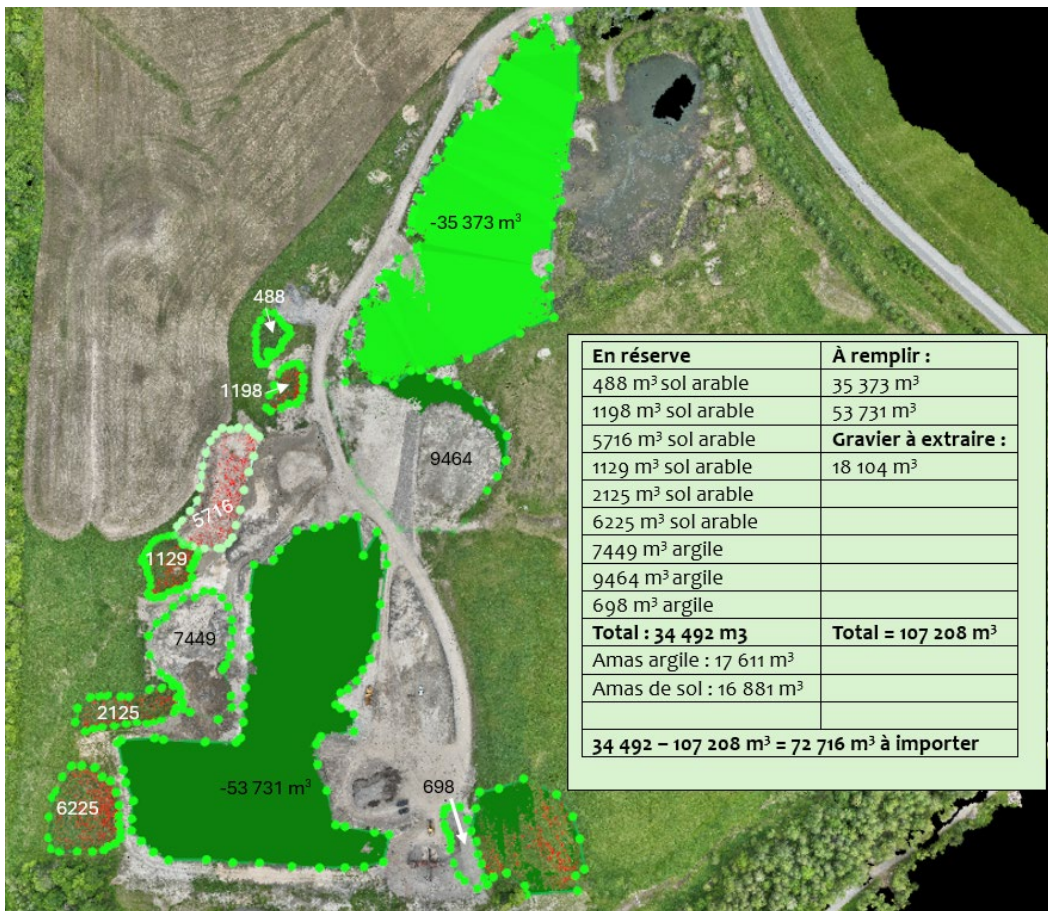 -35 373 m³
488
1198
9464
5716
1129
7449
2125
-53 731 m³
698
6225
En réserve À remplir :
488 m³ sol arable 35 373 m³
1198 m³ sol arable 53 731 m³
5716 m³ sol arable Gravier à extraire :
1129 m³ sol arable 18 104 m³
2125 m³ sol arable
6225 m³ sol arable
7449 m³ argile
9464 m³ argile
698 m³ argile
Total : 34 492 m3 Total = 107 208 m³
Amas argile : 17 611 m³
Amas de sol : 16 881 m³
34 492 – 107 208 m³ = 72 716 m³ à importer